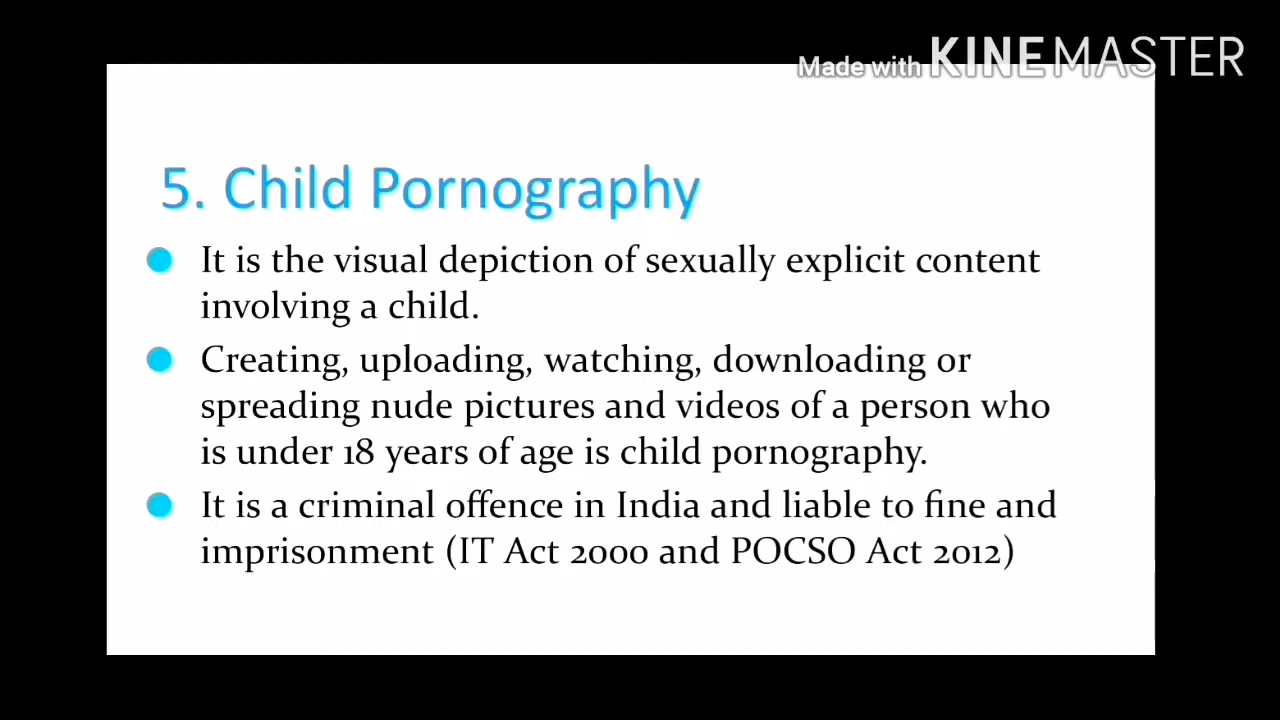 Made with KINEMASTER
5. Child Pornography
It is the visual depiction of sexually explicit content
involving a child.
Creating, uploading, watching, downloading or
spreading nude pictures and videos of a person who
is under 18 years of age is child pornography.
It is a criminal offence in India and liable to fine and
imprisonment (IT Act 2000 and POCSO Act 2012)